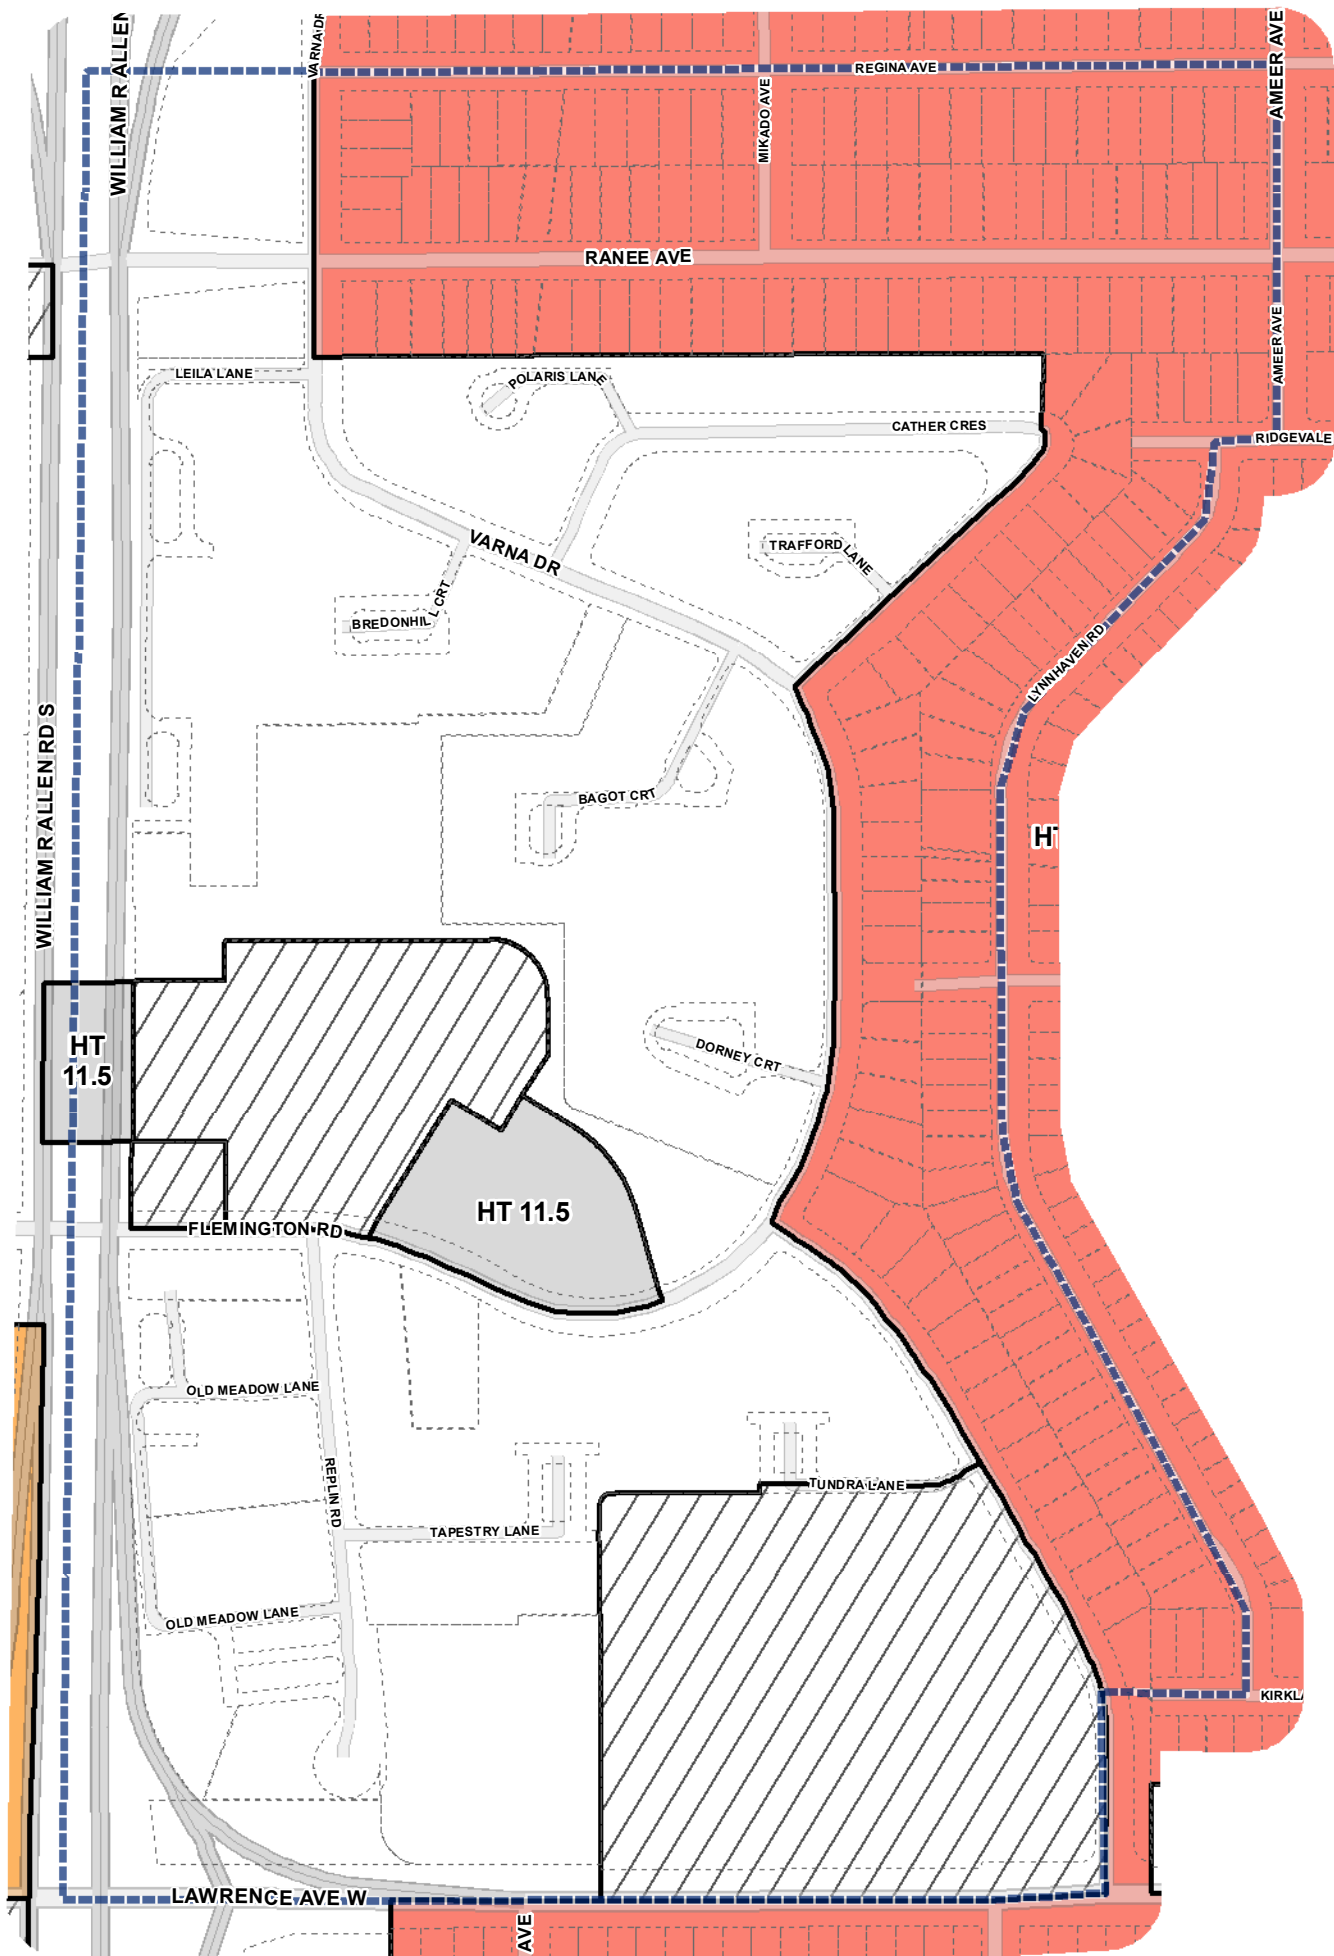 WILLIAM R ALLEN
VARNA DR
AMEER AVE
REGINA AVE
MIKADO AVE
RANEE AVE
AMEER AVE
LEILA LANE
POLARIS LANE
CATHER CRES
RIDGEVALE
VARNA DR
TRAFFORD LANE
BREDONHILL CRT
LYNNHAVEN RD
WILLIAM R ALLEN RD S
BAGOT CRT
HT
HT
11.5
DORNEY CRT
HT 11.5
FLEMINGTON RD
OLD MEADOW LANE
REPLIN RD
TUNDRA LANE
TAPESTRY LANE
OLD MEADOW LANE
KIRKLA
LAWRENCE AVE W
AVE